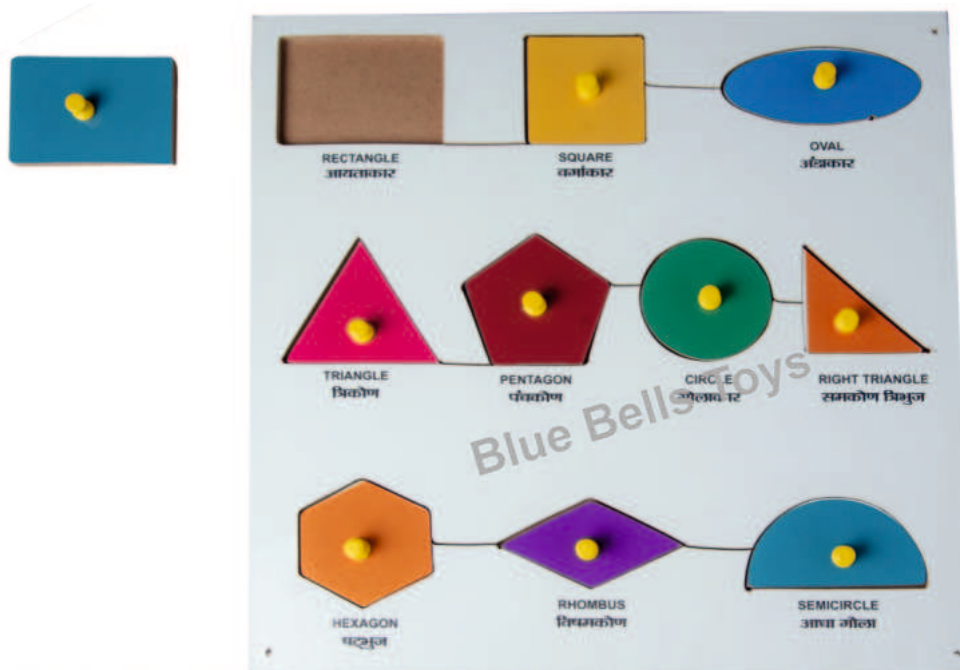 RECTANGLE
आयताकार
SQUARE
वर्गाकार
OVAL
अंडाकार
TRIANGLE
त्रिकोण
PENTAGON
पंचकोण
CIRCLE
गोलाकार
RIGHT TRIANGLE
समकोण त्रिभुज
Blue Bells Toys
HEXAGON
षट्भुज
RHOMBUS
विषमकोण
SEMICIRCLE
आधा गोला